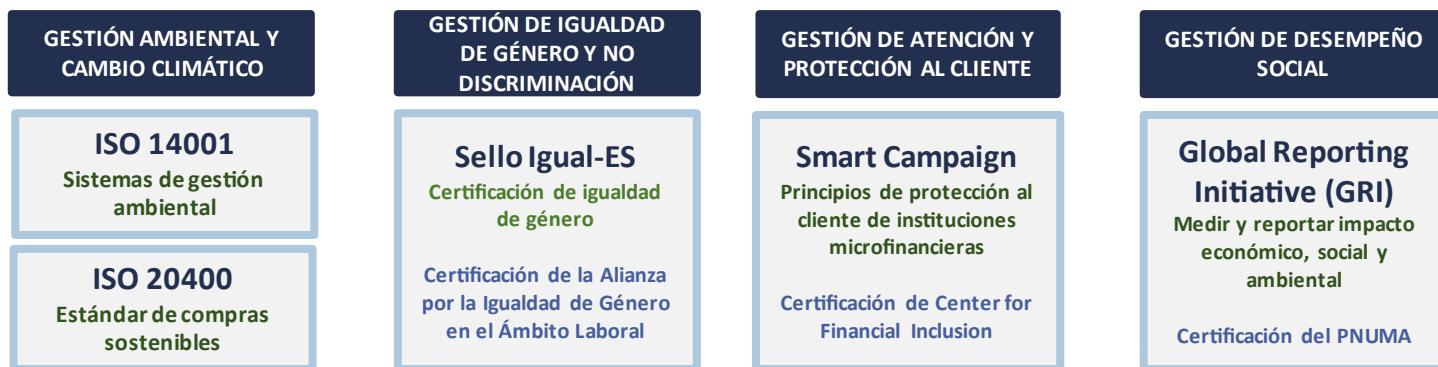 GESTIÓN AMBIENTAL Y
CAMBIO CLIMÁTICO
ISO 14001
Sistemas de gestión
ambiental
ISO 20400
Estándar de compras
sostenibles
GESTIÓN DE IGUALDAD
DE GÉNERO Y NO
DISCRIMINACIÓN
Sello Igual-ES
Certificación de igualdad
de género
Certificación de la Alianza
por la Igualdad de Género
en el Ámbito Laboral
GESTIÓN DE ATENCIÓN Y
PROTECCIÓN AL CLIENTE
Smart Campaign
Principios de protección al
cliente de instituciones
microfinancieras
Certificación de Center for
Financial Inclusion
GESTIÓN DE DESEMPEÑO
SOCIAL
Global Reporting
Initiative (GRI)
Medir y reportar impacto
económico, social y
ambiental
Certificación del PNUMA